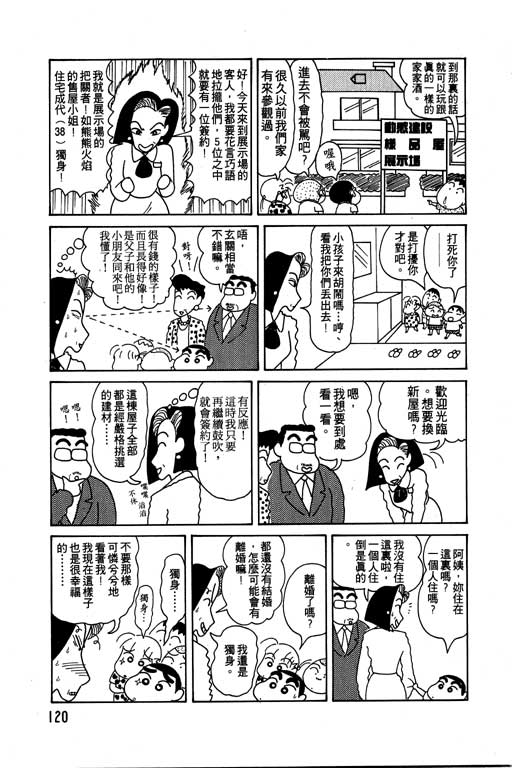 到那裏的話
就可以玩跟
真的一樣的
家家酒。
動感建設
樣品屋
展示場
喔
哦
很久以前我們家
有來參觀過。
進去不會被罵吧？
好！今天來到展示場的
客人，我都要花言巧語
地拉攏他們，5位之中
就要有一位簽約！
我就是展示場的
把關者！如熊熊火焰
的售屋小姐！
住宅成代（38）獨身！
打死你了。
是打擾你
才對吧。
小孩子來胡鬧嗎…哼、
看我把你們丟出去！
唔，
玄關相當
不錯嘛。
對呀！
很有錢的樣子！
而且長得好像！
是父子和他的
小朋友同來吧！
我懂了！
歡迎光臨
。想要換
新屋嗎？
嗯，
我想要到處
看一看。
有反應！
這時我只要
再繼續鼓吹，
就會簽約了！
嘿嘿
滔滔
不休
這棟屋子全部
都是經嚴格挑選
的建材……
嗯！
嗯！
阿姨，妳住在
這裏嗎？
一個人住嗎？
我沒有住
這裏啦，
一個人住
倒是真的
。
離婚了嗎？
我還是
獨身。
都還沒有結婚
，怎麼可能會有
離婚嘛！
獨身……
獨身…
不要那樣
可憐兮兮地
看著我！
我現在這樣子
也是很幸福
的……
120